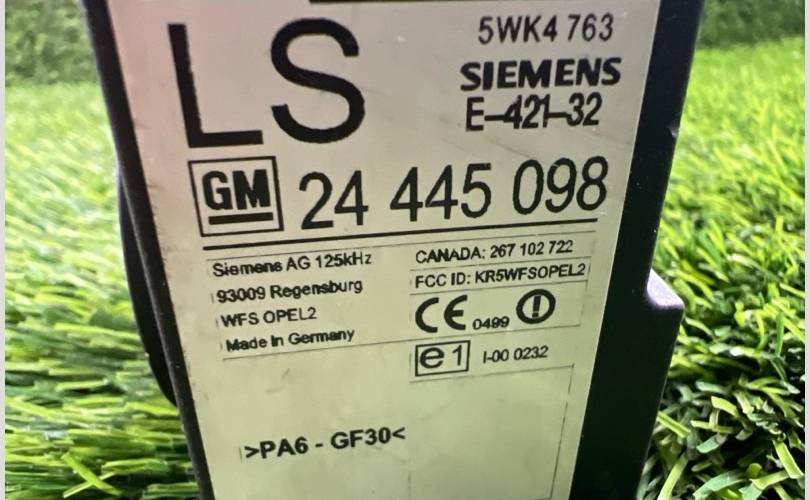 LS
5WK4 763
SIEMENS
E-421-32
GM 24 445 098
Siemens AG 125kHz
93009 Regensburg
WFS OPEL2
Made In Germany
CANADA: 267 102 722
FCC ID: KR5WFSOPEL2
CE 0499
e1 I-00 0232
>PA6 - GF30<